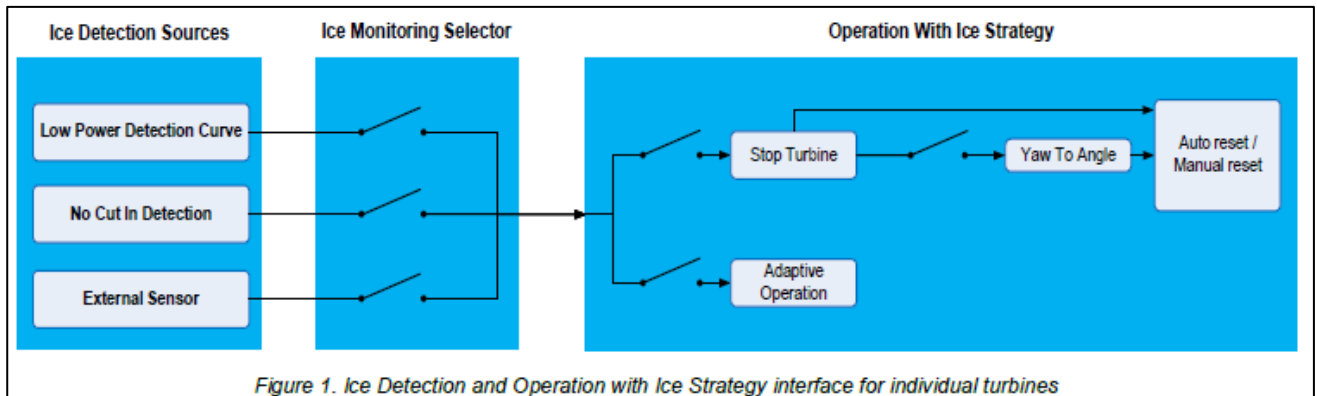 Ice Detection Sources
Ice Monitoring Selector
Operation With Ice Strategy
Low Power Detection Curve
No Cut In Detection
External Sensor
Stop Turbine
Yaw To Angle
Auto reset /
Manual reset
Adaptive
Operation
Figure 1. Ice Detection and Operation with Ice Strategy interface for individual turbines